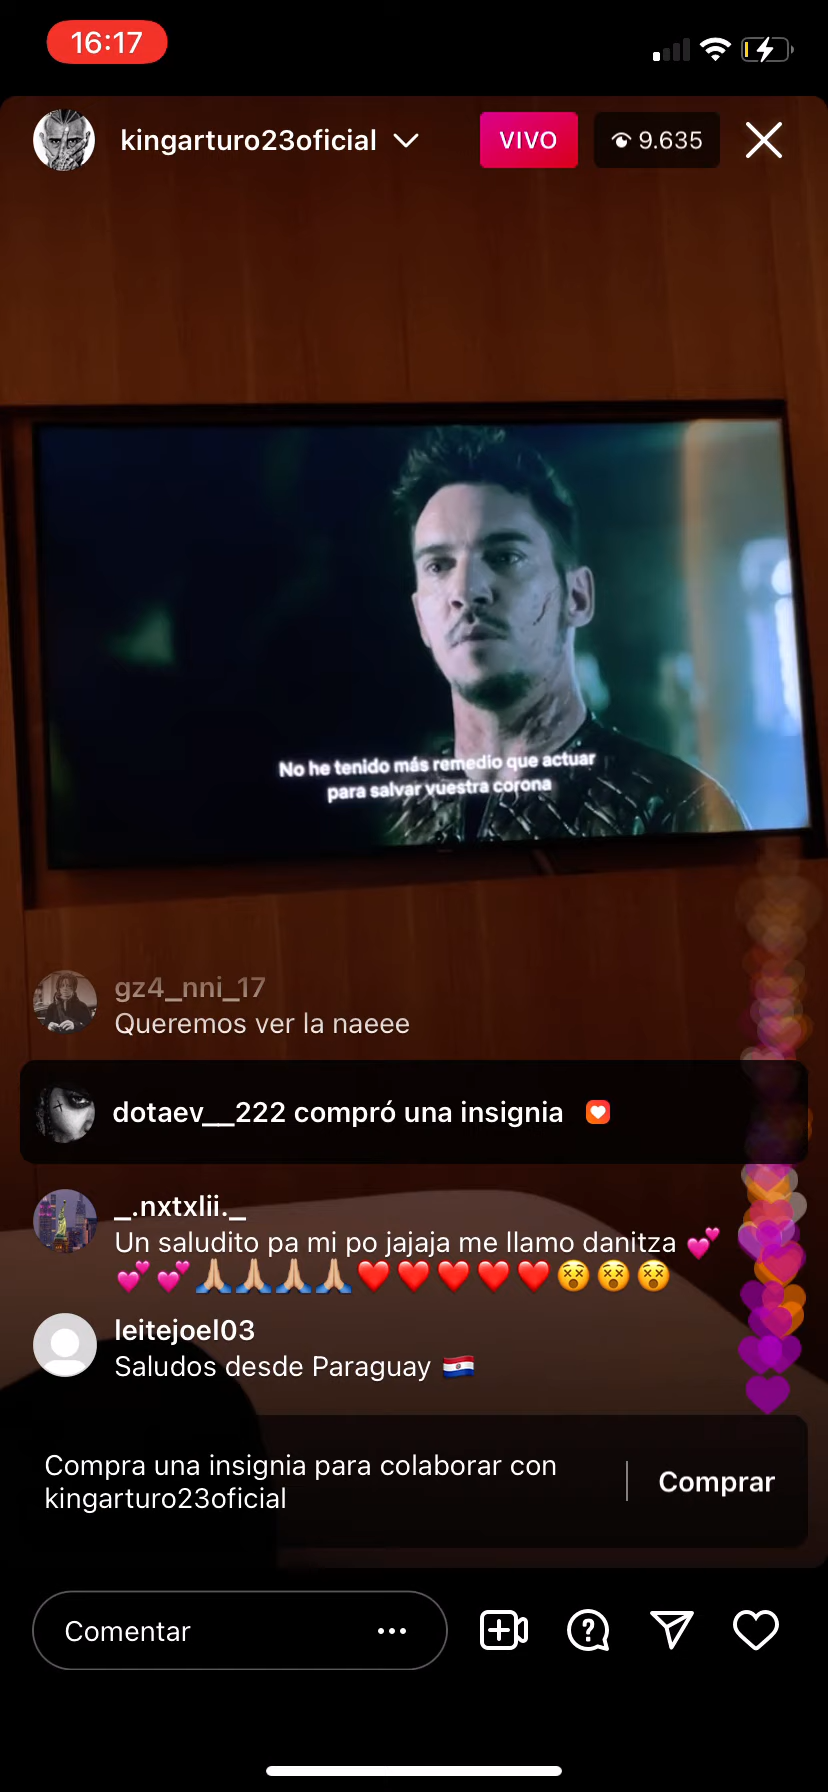 16:17
kingarturo23oficial
VIVO
9.635
No he tenido más remedio que actuar
para salvar vuestra corona
gz4_nni_17
Queremos ver la naeee
dotaev__222 compró una insignia
_.nxtxlii._
Un saludito pa mi po jajaja me llamo danitza 💕
💕💕🙏🏼🙏🏼🙏🏼🙏🏼❤️❤️❤️❤️❤️😵😵😵
leitejoel03
Saludos desde Paraguay 🇵🇾
Compra una insignia para colaborar con
kingarturo23oficial
Comprar
Comentar